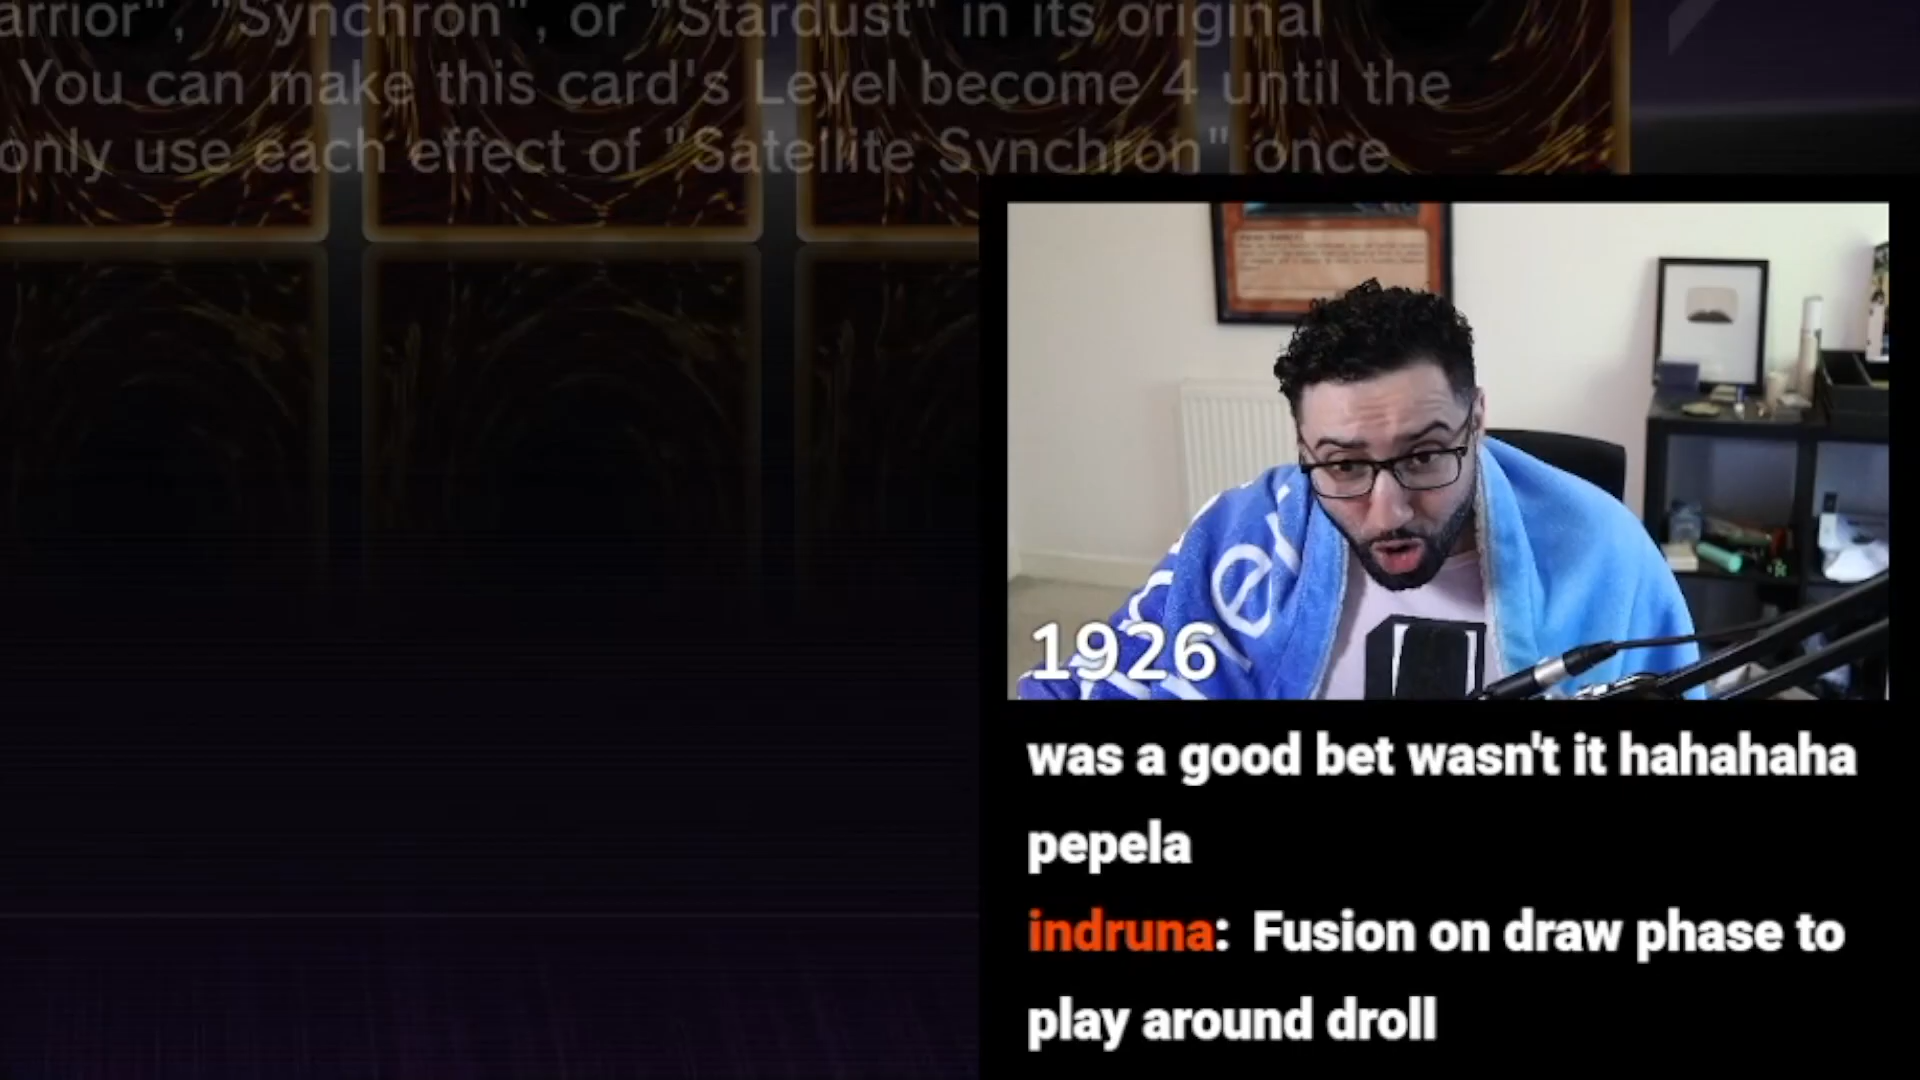 arrior", "Synchron", or "Stardust" in its original
You can make this card's Level become 4 until the
only use each effect of "Satellite Synchron" once
1926
was a good bet wasn't it hahahaha
pepela
indruna: Fusion on draw phase to
play around droll